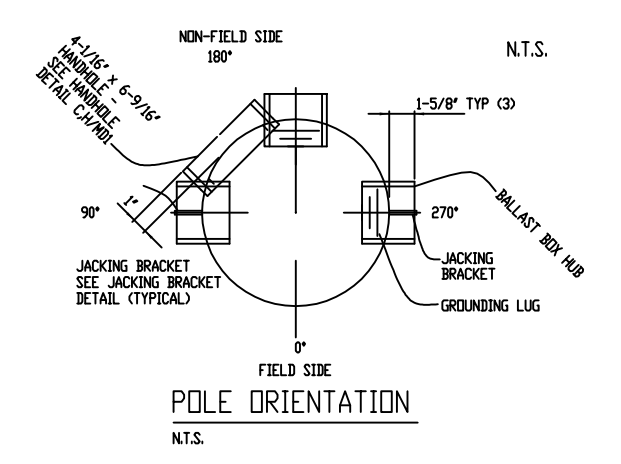 NON-FIELD SIDE
180°
N.T.S.
4-1/16" X 6-9/16"
HANDHOLE -
SEE HANDHOLE
DETAIL C,H/MD1
1-5/8" TYP (3)
1"
90°
270°
BALLAST BOX HUB
JACKING BRACKET
SEE JACKING BRACKET
DETAIL (TYPICAL)
JACKING
BRACKET
GROUNDING LUG
0°
FIELD SIDE
POLE ORIENTATION
N.T.S.